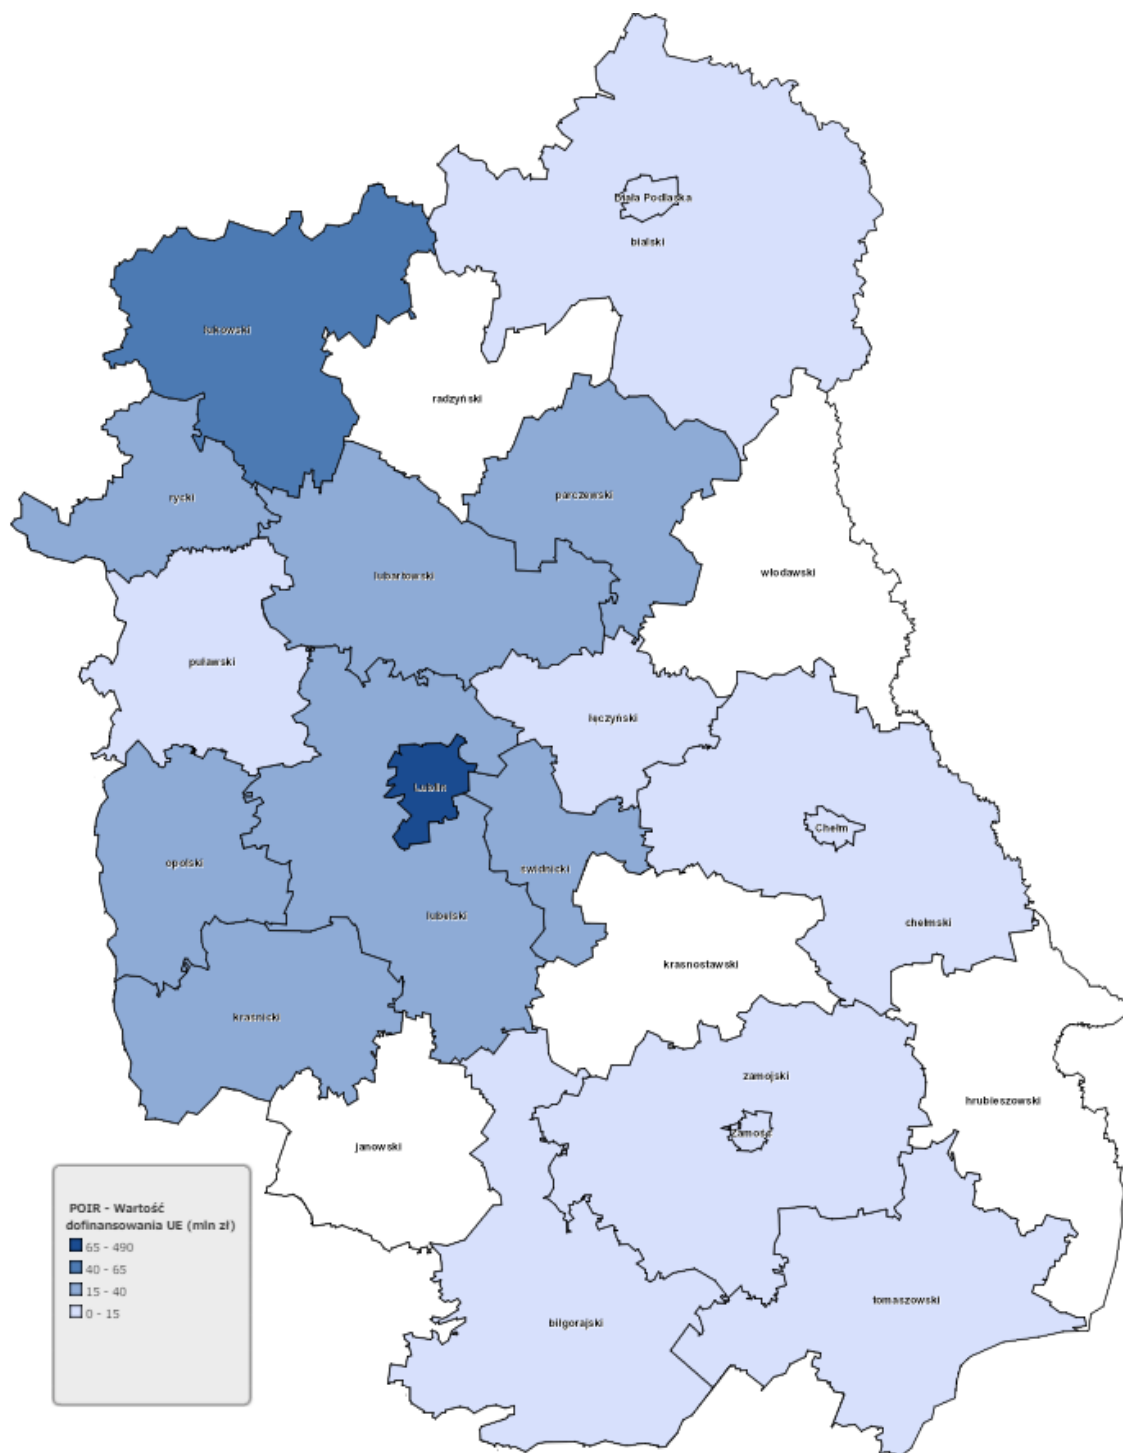 Biała Podlaska
bialski
łukowski
radzyński
rycki
parczewski
lubartowski
włodawski
puławski
łęczyński
Lublin
Chełm
opolski
świdnicki
lubelski
chełmski
krasnostawski
kraśnicki
zamojski
hrubieszowski
Zamość
janowski
POIR - Wartość
dofinansowania UE (mln zł)
65 - 490
40 - 65
15 - 40
0 - 15
tomaszowski
biłgorajski